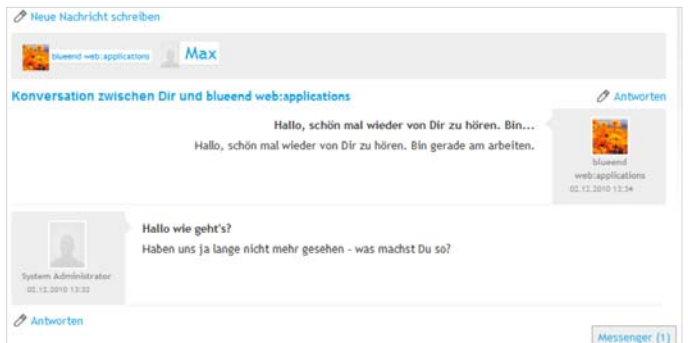 Neue Nachricht schreiben
blueend web:applications
Max
Konversation zwischen Dir und blueend web:applications
Antworten
Hallo, schön mal wieder von Dir zu hören. Bin...
Hallo, schön mal wieder von Dir zu hören. Bin gerade am arbeiten.
blueend
web:applications
02.12.2010 13:34
Hallo wie geht's?
Haben uns ja lange nicht mehr gesehen - was machst Du so?
System Administrator
02.12.2010 13:32
Antworten
Messenger (1)